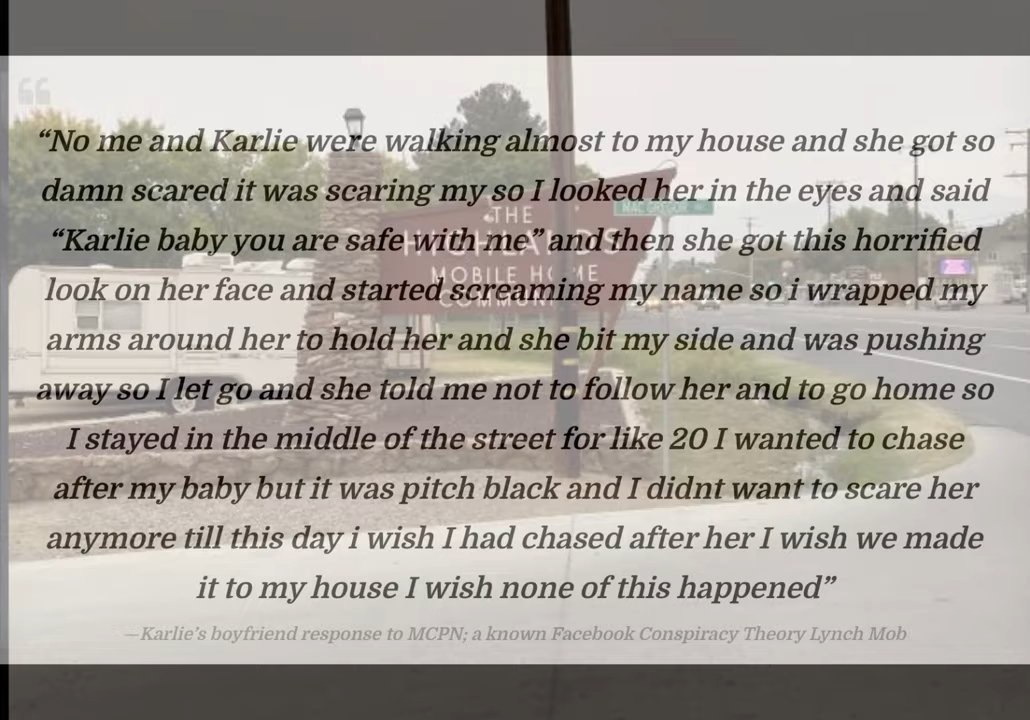 “No me and Karlie were walking almost to my house and she got so
damn scared it was scaring my so I looked her in the eyes and said
“Karlie baby you are safe with me” and then she got this horrified
look on her face and started screaming my name so i wrapped my
arms around her to hold her and she bit my side and was pushing
away so I let go and she told me not to follow her and to go home so
I stayed in the middle of the street for like 20 I wanted to chase
after my baby but it was pitch black and I didnt want to scare her
anymore till this day i wish I had chased after her I wish we made
it to my house I wish none of this happened”
—Karlie’s boyfriend response to MCPN; a known Facebook Conspiracy Theory Lynch Mob
THE
HIGHLANDS
MOBILE HOME
MAC GREGOR